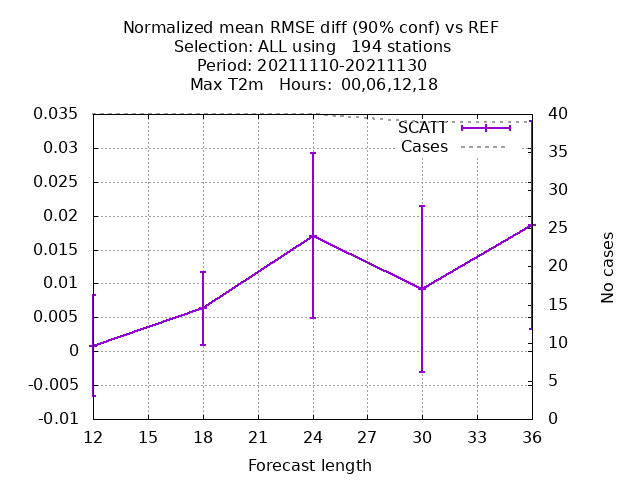 Normalized mean RMSE diff (90% conf) vs REF
Selection: ALL using   194 stations
Period: 20211110-20211130
Max T2m   Hours:  00,06,12,18
SCATT
Cases
0.035
0.03
0.025
0.02
0.015
0.01
0.005
0
-0.005
-0.01
40
35
30
25
20
15
10
5
0
No cases
12 15 18 21 24 27 30 33 36
Forecast length